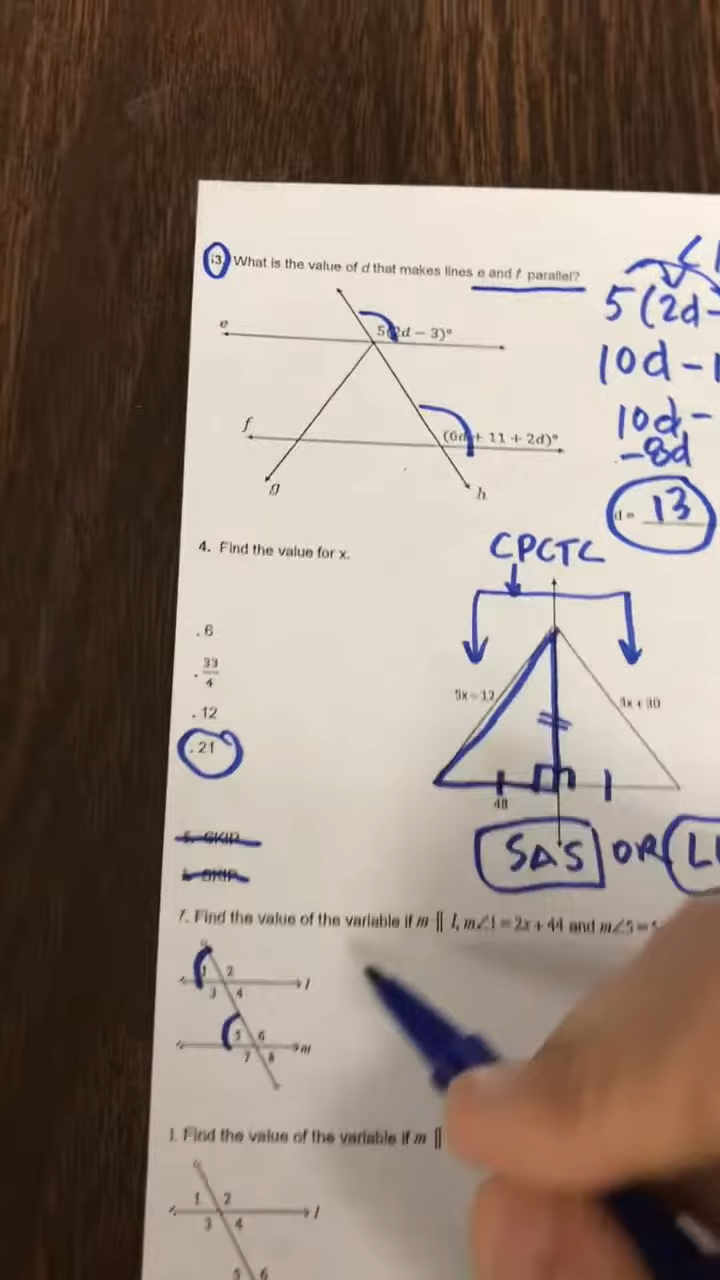 13. What is the value of d that makes lines e and f parallel?
e
5(2d − 3)°
f
(6d + 11 + 2d)°
g
h
5(2d-
10d-1
10d-
-8d
d = 13
4. Find the value for x.
CPCTC
. 6
. 33/4
. 12
. 21
5x − 12
3x + 30
48
SAS OR L
5. SKIP
6. SKIP
7. Find the value of the variable if m ∥ l, m∠1 = 2x + 44 and m∠5 =
1 2
l
3 4
5 6
m
7 8
Find the value of the variable if m ∥
1 2
l
3 4
5 6